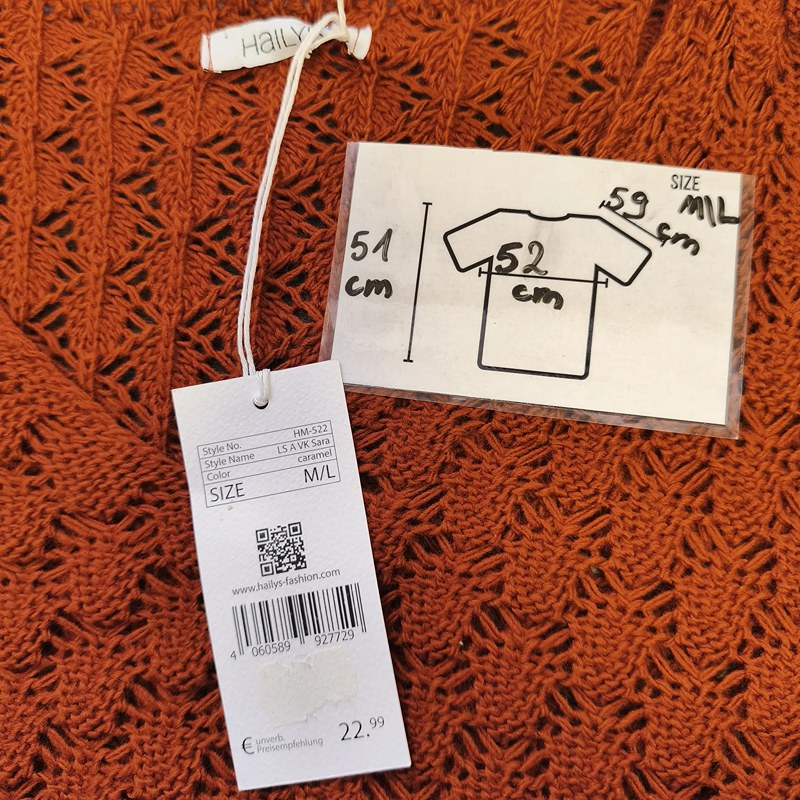 HaILY
SIZE
M/L
59
cm
51
cm
52
cm
Style No. HM-522
Style Name LS A VK Sara
Color caramel
SIZE M/L
www.hailys-fashion.com
4 060589 927729
€ unverb.
Preisempfehlung
22.99